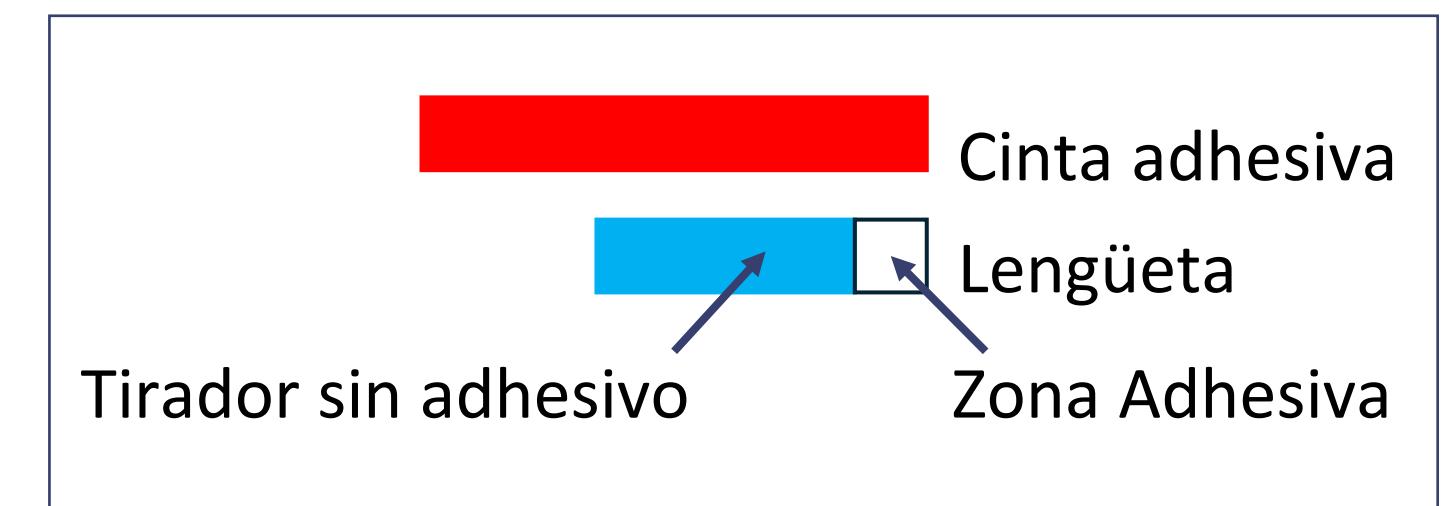 Cinta adhesiva
Lengüeta
Tirador sin adhesivo
Zona Adhesiva